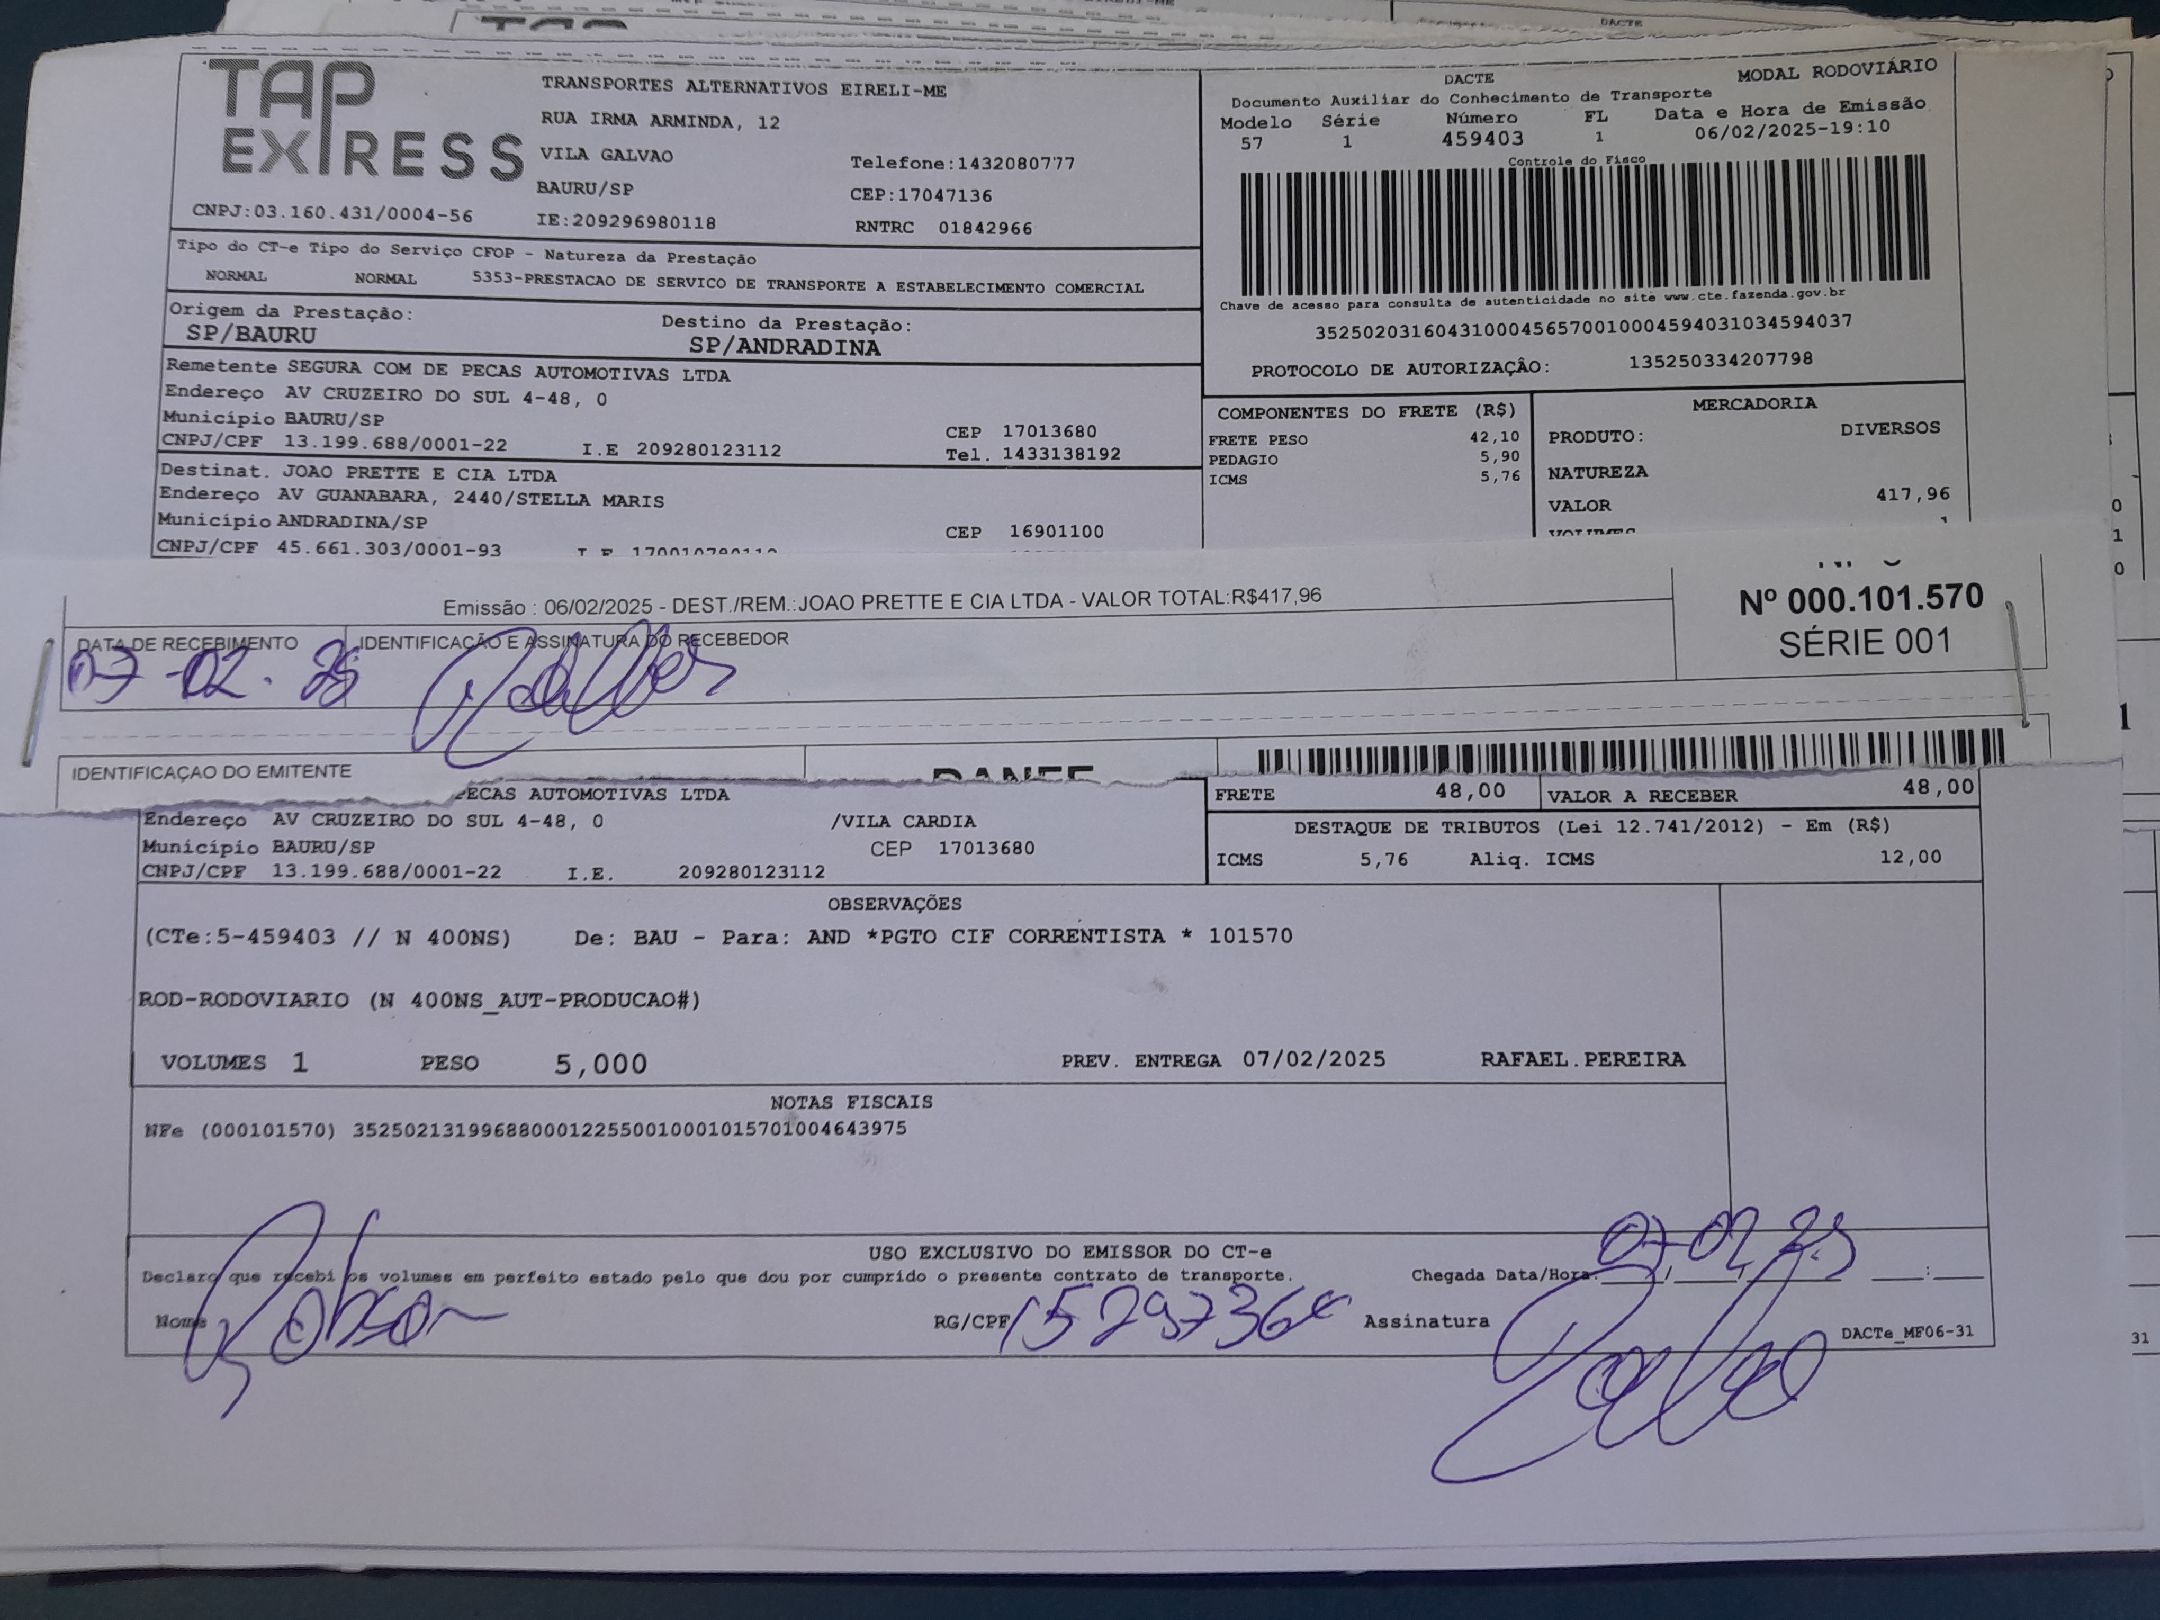 TAP EXPRESS
TRANSPORTES ALTERNATIVOS EIRELI-ME
RUA IRMA ARMINDA, 12
VILA GALVAO Telefone:1432080777
BAURU/SP CEP:17047136
CNPJ:03.160.431/0004-56 IE:209296980118 RNTRC 01842966
DACTE MODAL RODOVIÁRIO
Documento Auxiliar do Conhecimento de Transporte
Modelo Série Número FL Data e Hora de Emissão
57 1 459403 1 06/02/2025-19:10
Controle do Fisco
Chave de acesso para consulta de autenticidade no site www.cte.fazenda.gov.br
35250203160431000456570010004594031034594037
PROTOCOLO DE AUTORIZAÇÂO: 135250334207798
Tipo do CT-e Tipo do Serviço CFOP - Natureza da Prestação
NORMAL NORMAL 5353-PRESTACAO DE SERVICO DE TRANSPORTE A ESTABELECIMENTO COMERCIAL
Origem da Prestação: Destino da Prestação:
SP/BAURU SP/ANDRADINA
Remetente SEGURA COM DE PECAS AUTOMOTIVAS LTDA
Endereço AV CRUZEIRO DO SUL 4-48, 0
Município BAURU/SP CEP 17013680
CNPJ/CPF 13.199.688/0001-22 I.E 209280123112 Tel. 1433138192
Destinat. JOAO PRETTE E CIA LTDA
Endereço AV GUANABARA, 2440/STELLA MARIS
Município ANDRADINA/SP CEP 16901100
CNPJ/CPF 45.661.303/0001-93
COMPONENTES DO FRETE (R$)
FRETE PESO 42,10
PEDAGIO 5,90
ICMS 5,76
MERCADORIA
PRODUTO: DIVERSOS
NATUREZA
VALOR 417,96
VOLUMES 1
Emissão : 06/02/2025 - DEST./REM.:JOAO PRETTE E CIA LTDA - VALOR TOTAL:R$417,96
Nº 000.101.570
SÉRIE 001
DATA DE RECEBIMENTO IDENTIFICAÇÃO E ASSINATURA DO RECEBEDOR
07-02.25
IDENTIFICAÇAO DO EMITENTE DANFE
PECAS AUTOMOTIVAS LTDA
Endereço AV CRUZEIRO DO SUL 4-48, 0 /VILA CARDIA
Município BAURU/SP CEP 17013680
CNPJ/CPF 13.199.688/0001-22 I.E. 209280123112
FRETE 48,00 VALOR A RECEBER 48,00
DESTAQUE DE TRIBUTOS (Lei 12.741/2012) - Em (R$)
ICMS 5,76 Aliq. ICMS 12,00
OBSERVAÇÕES
(CTe:5-459403 // N 400NS) De: BAU - Para: AND *PGTO CIF CORRENTISTA * 101570
ROD-RODOVIARIO (N 400NS_AUT-PRODUCAO#)
VOLUMES 1 PESO 5,000 PREV. ENTREGA 07/02/2025 RAFAEL.PEREIRA
NOTAS FISCAIS
NFe (000101570) 35250213199688000122550010001015701004643975
USO EXCLUSIVO DO EMISSOR DO CT-e
Declaro que recebi os volumes em perfeito estado pelo que dou por cumprido o presente contrato de transporte. Chegada Data/Hora: 07-02 25
Nome Robson RG/CPF Assinatura
DACTe_MF06-31